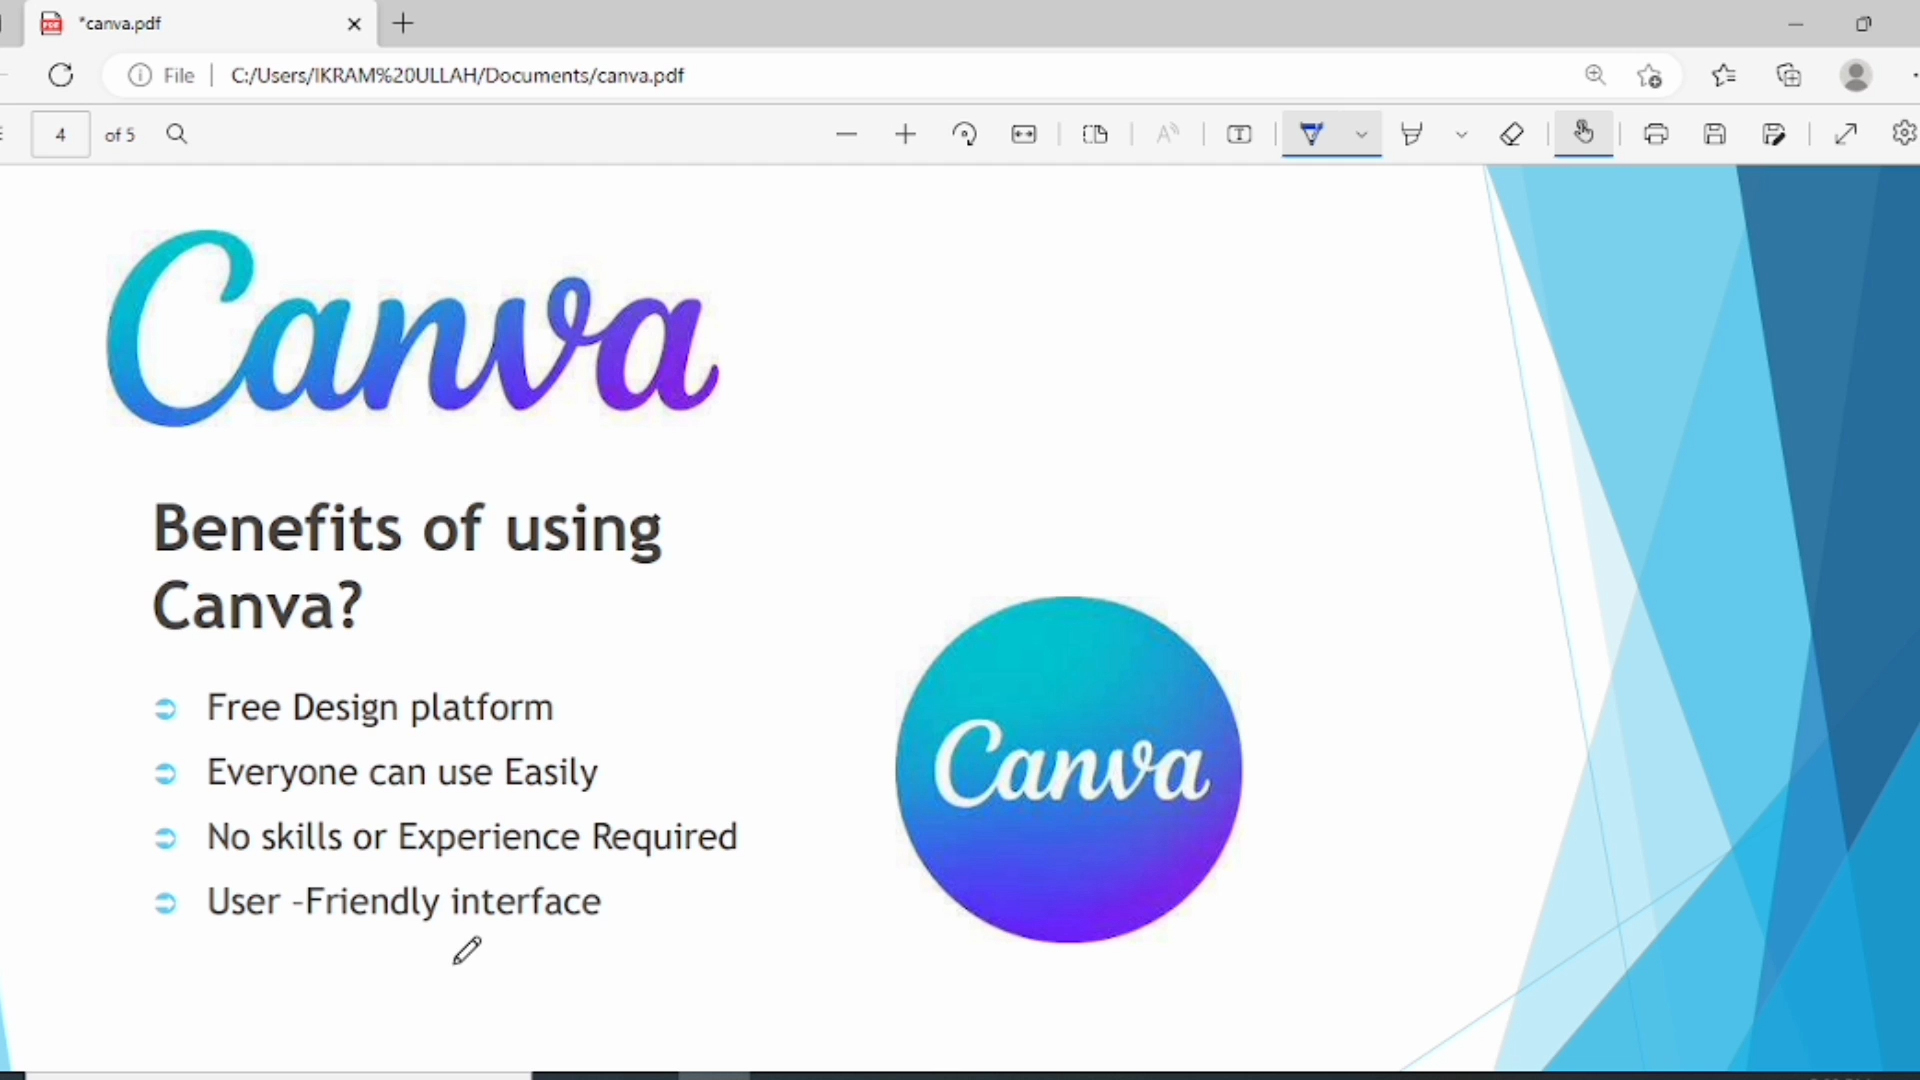 *canva.pdf
File | C:/Users/IKRAM%20ULLAH/Documents/canva.pdf
4 of 5
Canva
Benefits of using
Canva?
Free Design platform
Everyone can use Easily
No skills or Experience Required
User -Friendly interface
Canva